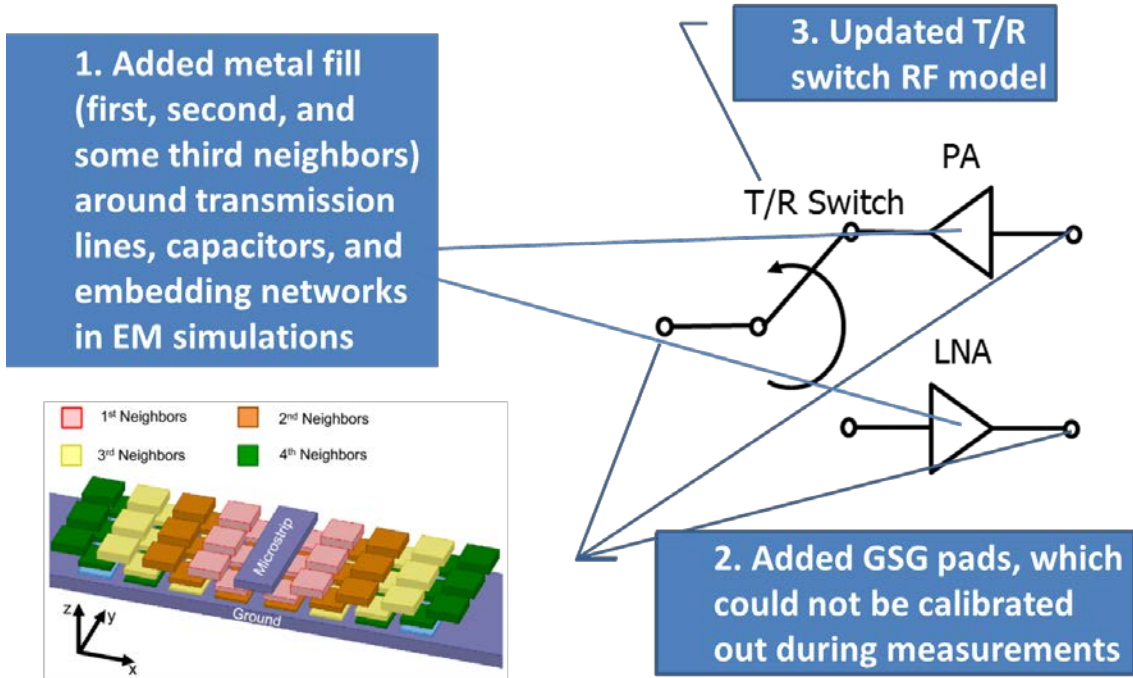 1. Added metal fill
(first, second, and
some third neighbors)
around transmission
lines, capacitors, and
embedding networks
in EM simulations
3. Updated T/R
switch RF model
PA
T/R Switch
LNA
1st Neighbors
2nd Neighbors
3rd Neighbors
4th Neighbors
Microstrip
Ground
z
y
x
2. Added GSG pads, which
could not be calibrated
out during measurements